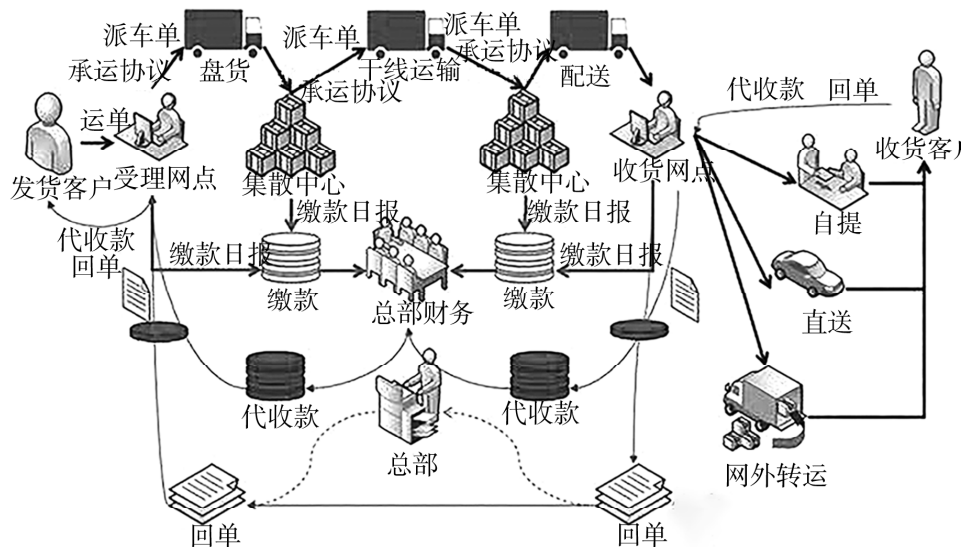 派车单
盘货
派车单
干线运输
派车单
承运协议
配送
承运协议
承运协议
代收款
回单
运单
发货客户
受理网点
集散中心
集散中心
收货网点
收货客户
自提
缴款日报
缴款日报
代收款
回单
缴款日报
缴款日报
缴款
总部财务
缴款
直送
代收款
代收款
总部
网外转运
回单
回单